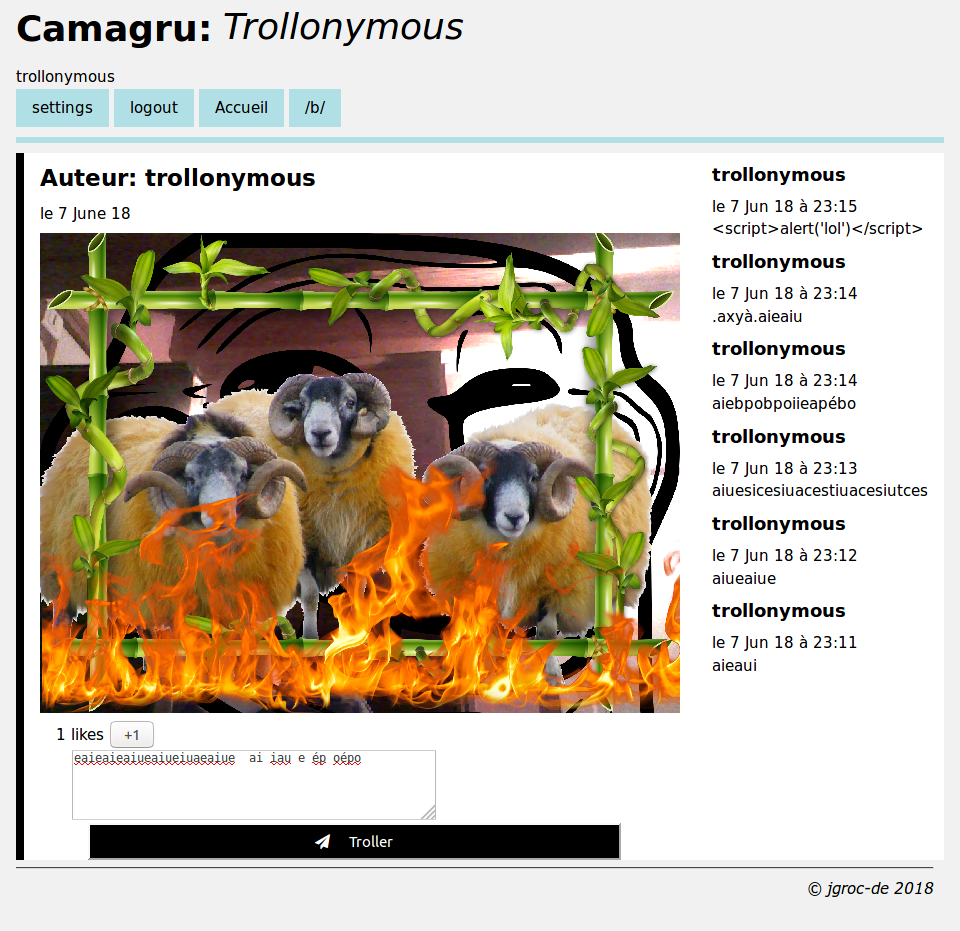 Camagru: Trollonymous
trollonymous
settings
logout
Accueil
/b/
Auteur: trollonymous
le 7 June 18
1 likes
+1
eaieaieaiueaiueiuaeaiue  ai iau e ép oépo
Troller
trollonymous
le 7 Jun 18 à 23:15
<script>alert('lol')</script>
trollonymous
le 7 Jun 18 à 23:14
.axyà.aieaiu
trollonymous
le 7 Jun 18 à 23:14
aiebpobpoiieapébo
trollonymous
le 7 Jun 18 à 23:13
aiuesicesiuacestiuacesiutces
trollonymous
le 7 Jun 18 à 23:12
aiueaiue
trollonymous
le 7 Jun 18 à 23:11
aieaui
© jgroc-de 2018